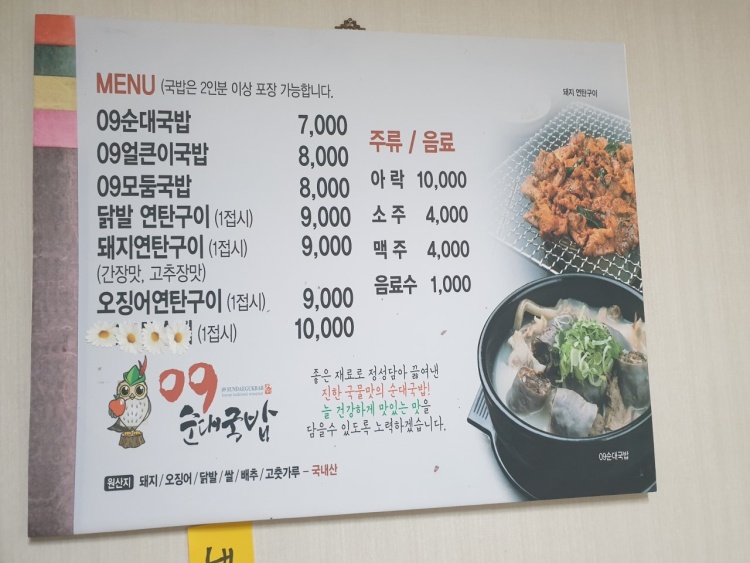 MENU (국밥은 2인분 이상 포장 가능합니다.
09순대국밥 7,000
09얼큰이국밥 8,000
09모둠국밥 8,000
닭발 연탄구이 (1접시) 9,000
돼지연탄구이 (1접시) 9,000
(간장맛, 고추장맛)
오징어연탄구이 (1접시) 9,000
(1접시) 10,000
주류 / 음료
아 락 10,000
소 주 4,000
맥 주 4,000
음료수 1,000
돼지 연탄구이
09순대국밥
09
순대국밥
좋은 재료로 정성담아 끓여낸
진한 국물맛의 순대국밥!
늘 건강하게 맛있는 맛을
담을수 있도록 노력하겠습니다.
원산지 돼지 / 오징어 / 닭발 / 쌀 / 배추 / 고춧가루 – 국내산